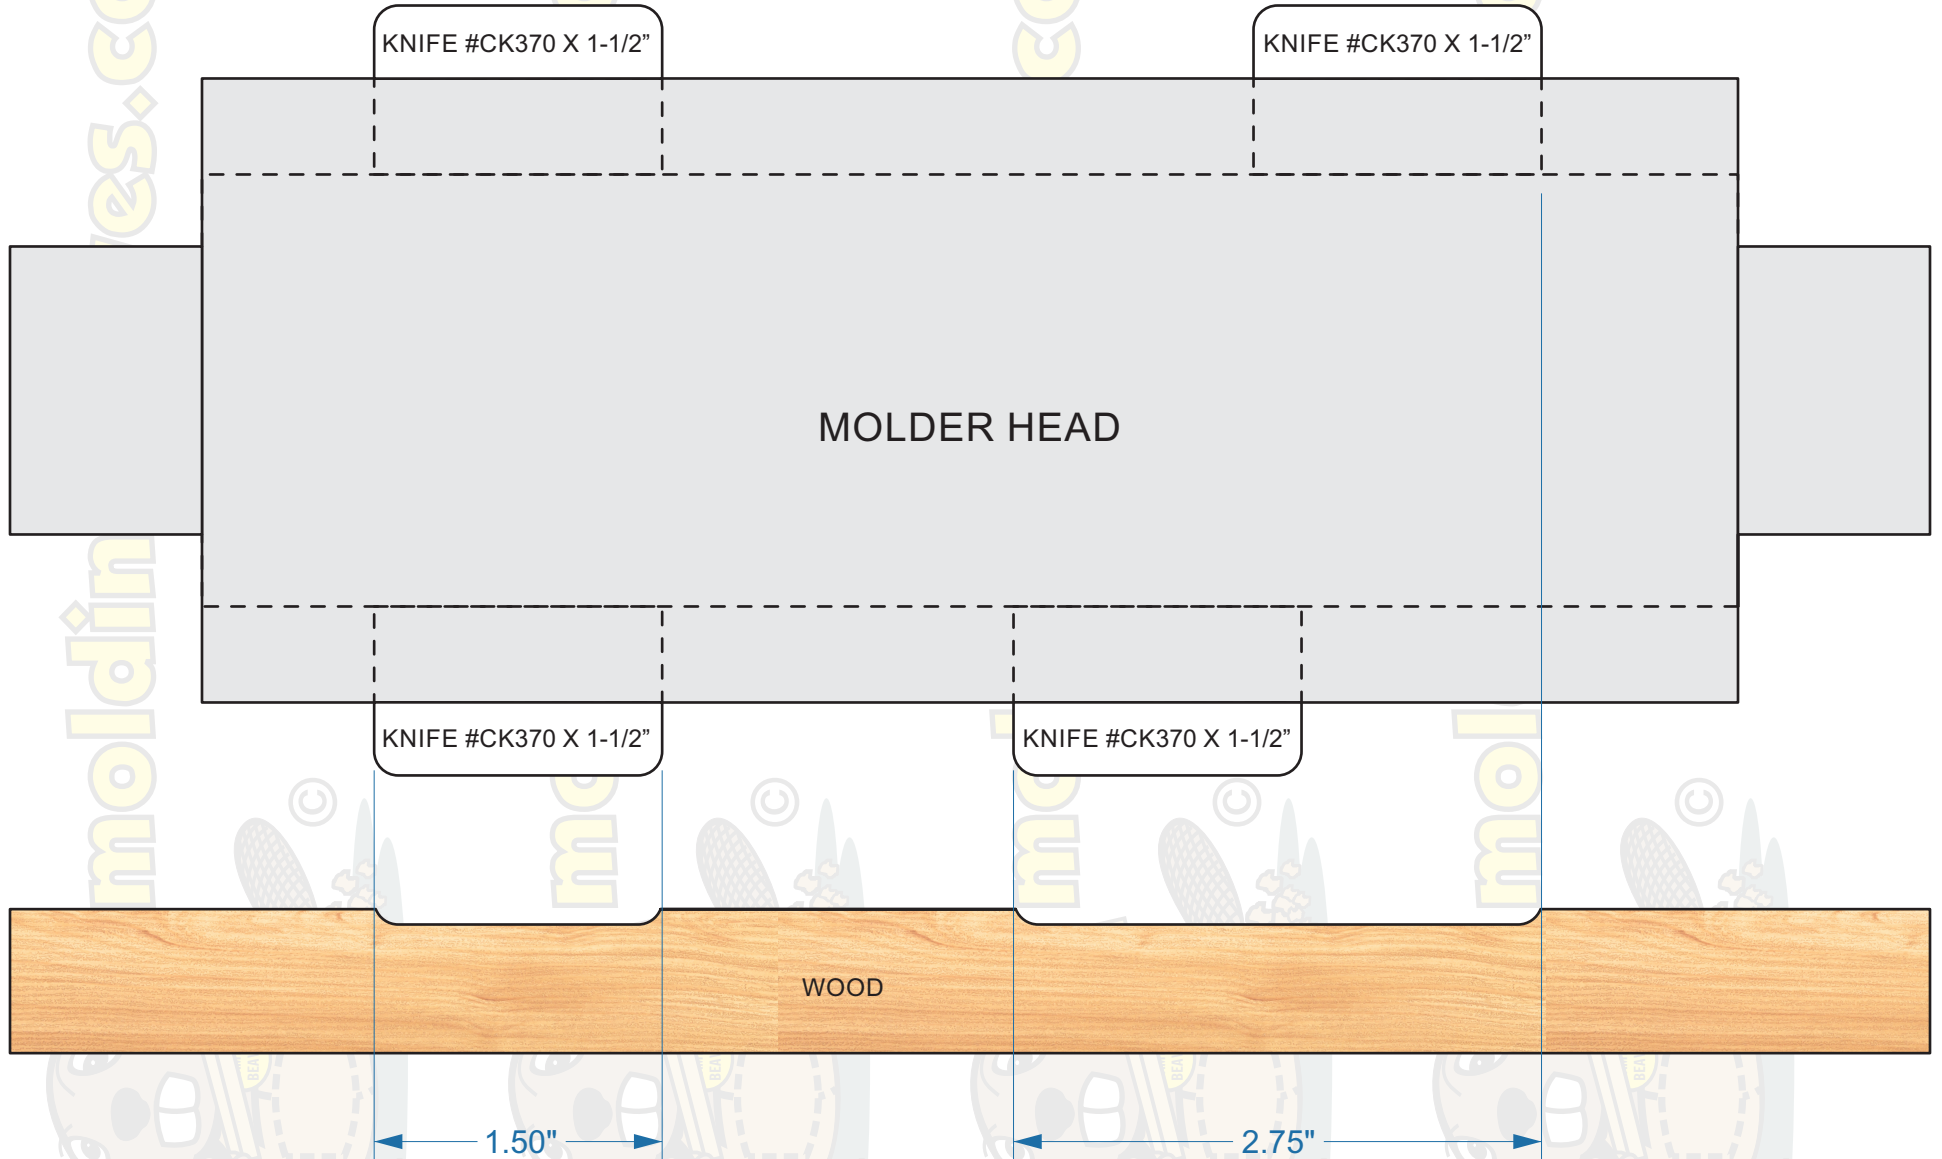 KNIFE #CK370 X 1-1/2”
KNIFE #CK370 X 1-1/2”
MOLDER HEAD
KNIFE #CK370 X 1-1/2”
KNIFE #CK370 X 1-1/2”
WOOD
1.50"
2.75"
©
©
©
©